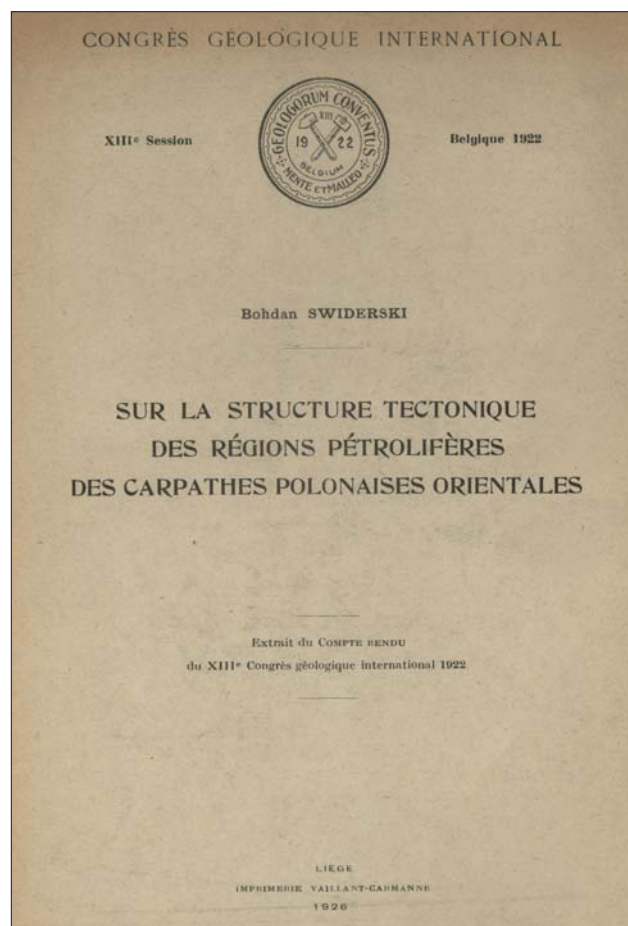 CONGRÈS GÉOLOGIQUE INTERNATIONAL
XIIIe Session
GEOLOGORUM CONVENTUS
XIII
19 22
BELGIUM
MENTE ET MALLEO
Belgique 1922
Bohdan SWIDERSKI
SUR LA STRUCTURE TECTONIQUE
DES RÉGIONS PÉTROLIFÈRES
DES CARPATHES POLONAISES ORIENTALES
Extrait du COMPTE RENDU
du XIIIe Congrès géologique international 1922
LIÉGE
IMPRIMERIE VAILLANT-CARMANNE
1926